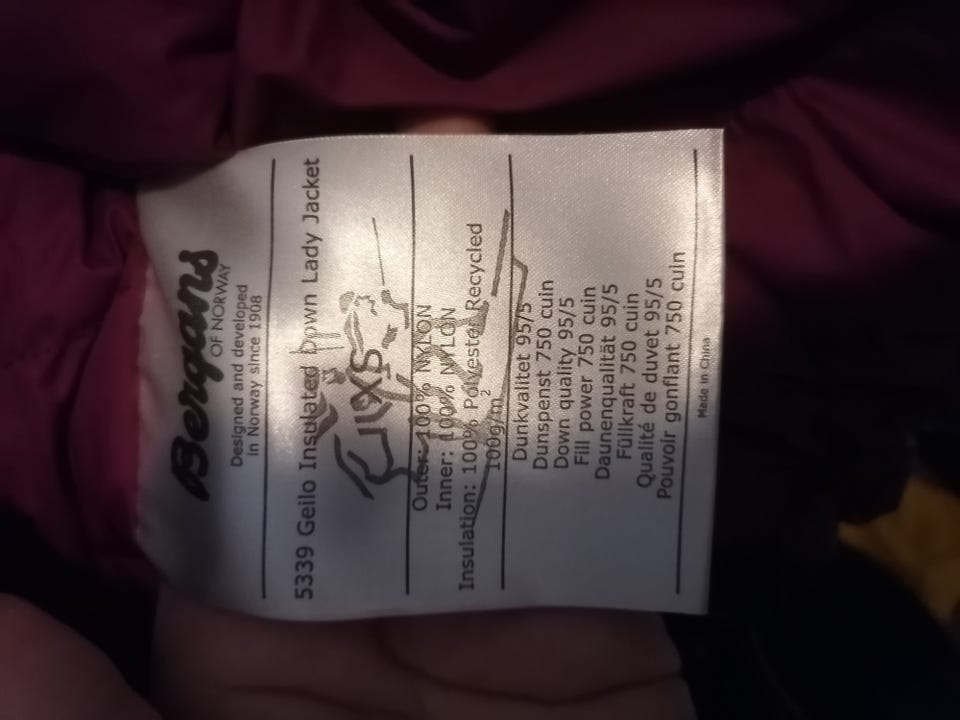 Bergans
OF NORWAY
Designed and developed
in Norway since 1908
5339 Geilo Insulated Down Lady Jacket
Outer: 100% NYLON
Inner: 100% NYLON
Insulation: 100% Polyester Recycled
100g/m²
Dunkvalitet 95/5
Dunspenst 750 cuin
Down quality 95/5
Fill power 750 cuin
Daunenqualität 95/5
Füllkraft 750 cuin
Qualité de duvet 95/5
Pouvoir gonflant 750 cuin
Made in China